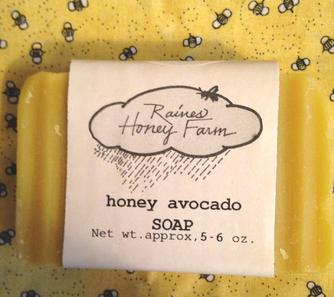 Raines
Honey Farm
honey avocado
SOAP
Net wt.approx,5-6 oz.